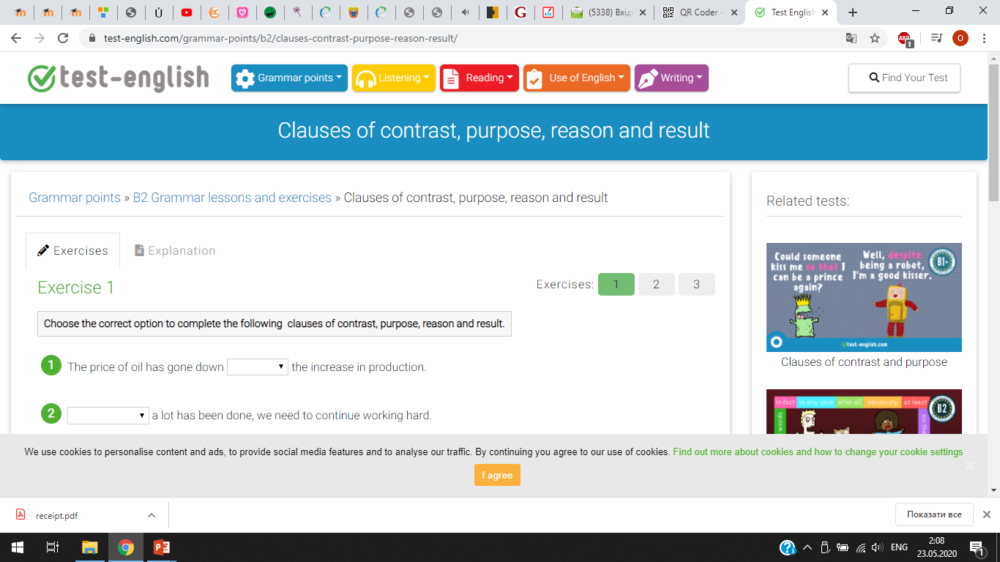 (5338) Вхід
QR Coder -
Test English
test-english.com/grammar-points/b2/clauses-contrast-purpose-reason-result/
ABP
1
O
test-english
Grammar points
Listening
Reading
Use of English
Writing
Find Your Test
Clauses of contrast, purpose, reason and result
Grammar points » B2 Grammar lessons and exercises » Clauses of contrast, purpose, reason and result
Related tests:
Exercises
Explanation
Exercise 1
Exercises: 1 2 3
Choose the correct option to complete the following clauses of contrast, purpose, reason and result.
1 The price of oil has gone down the increase in production.
2 a lot has been done, we need to continue working hard.
Could someone
kiss me so that I
can be a prince
again?
Well, despite
being a robot,
I'm a good kisser.
B1+
test-english.com
Clauses of contrast and purpose
in fact in any case after all obviously at least
words
on the
B2
We use cookies to personalise content and ads, to provide social media features and to analyse our traffic. By continuing you agree to our use of cookies. Find out more about cookies and how to change your cookie settings
I agree
receipt.pdf
Показати все
ENG
2:08
23.05.2020
1